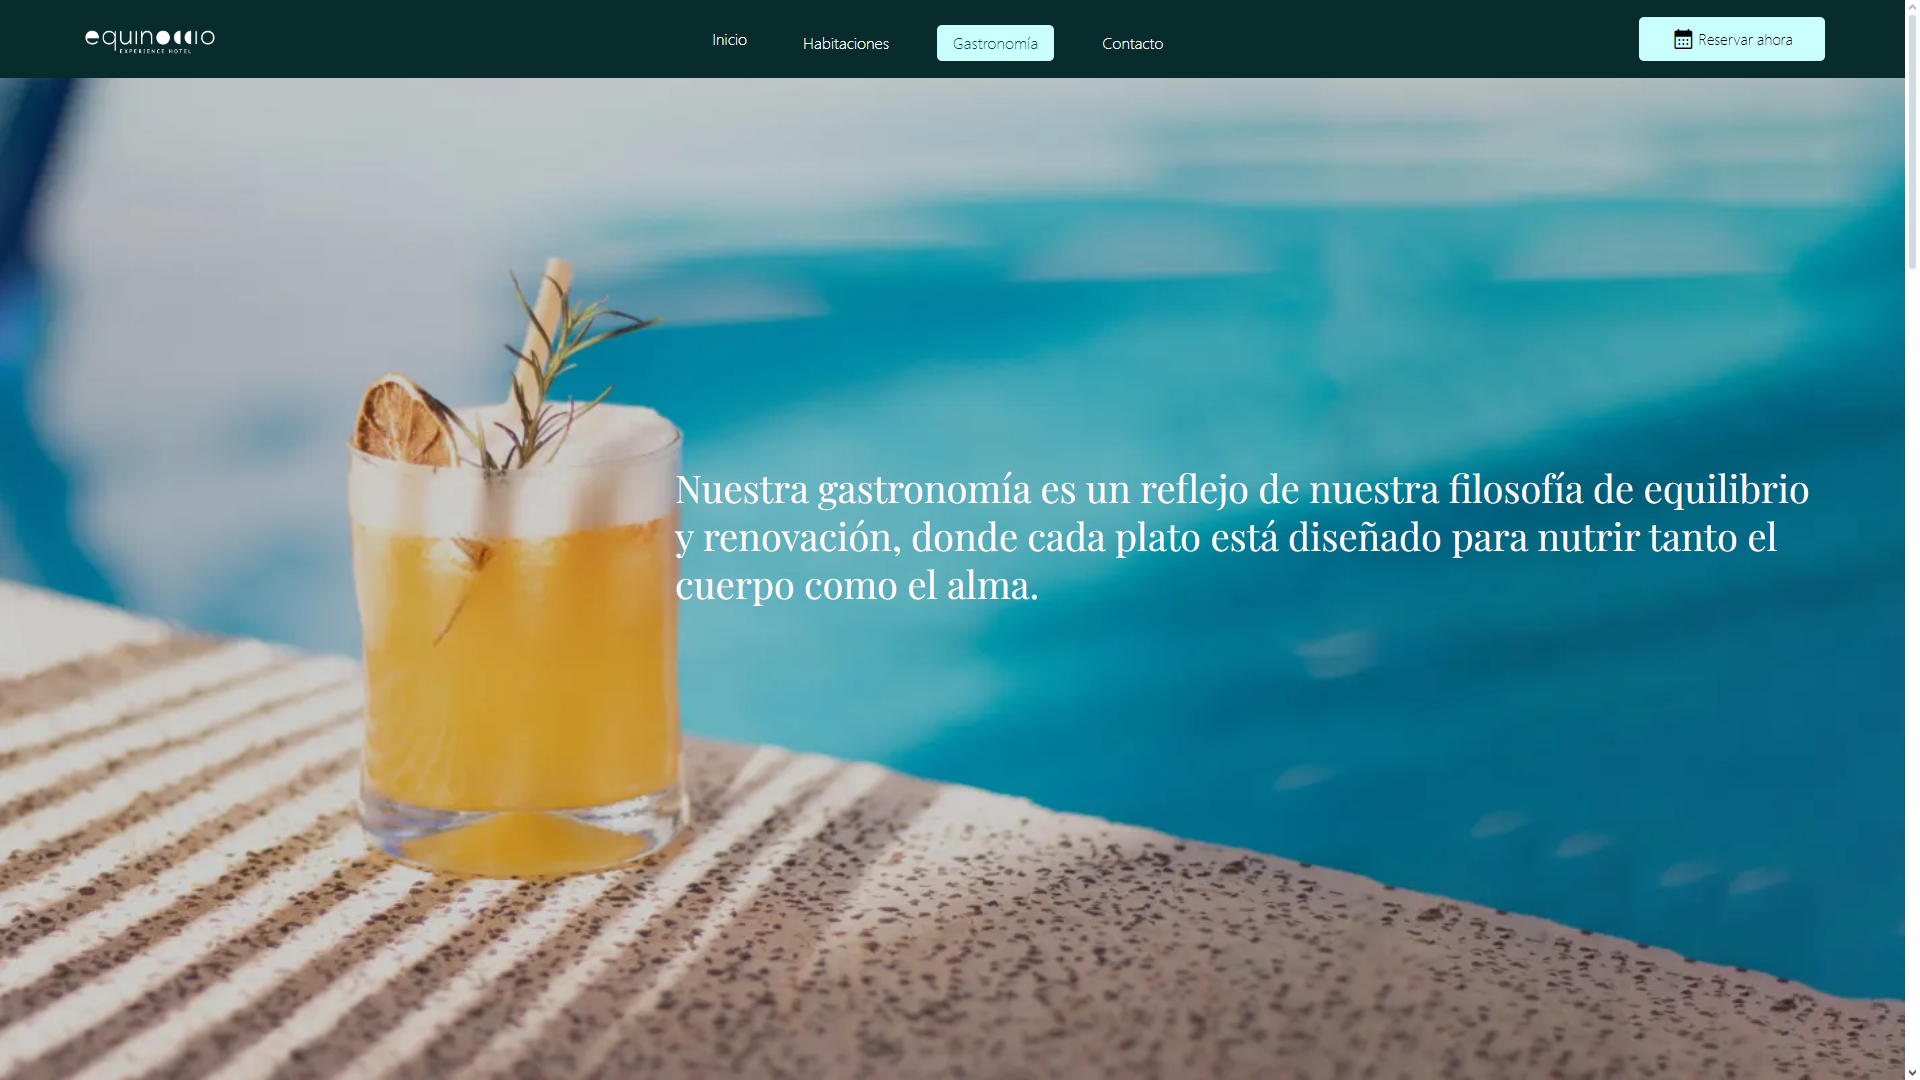 equinoccio
EXPERIENCE HOTEL
Inicio
Habitaciones
Gastronomía
Contacto
Reservar ahora
Nuestra gastronomía es un reflejo de nuestra filosofía de equilibrio
y renovación, donde cada plato está diseñado para nutrir tanto el
cuerpo como el alma.